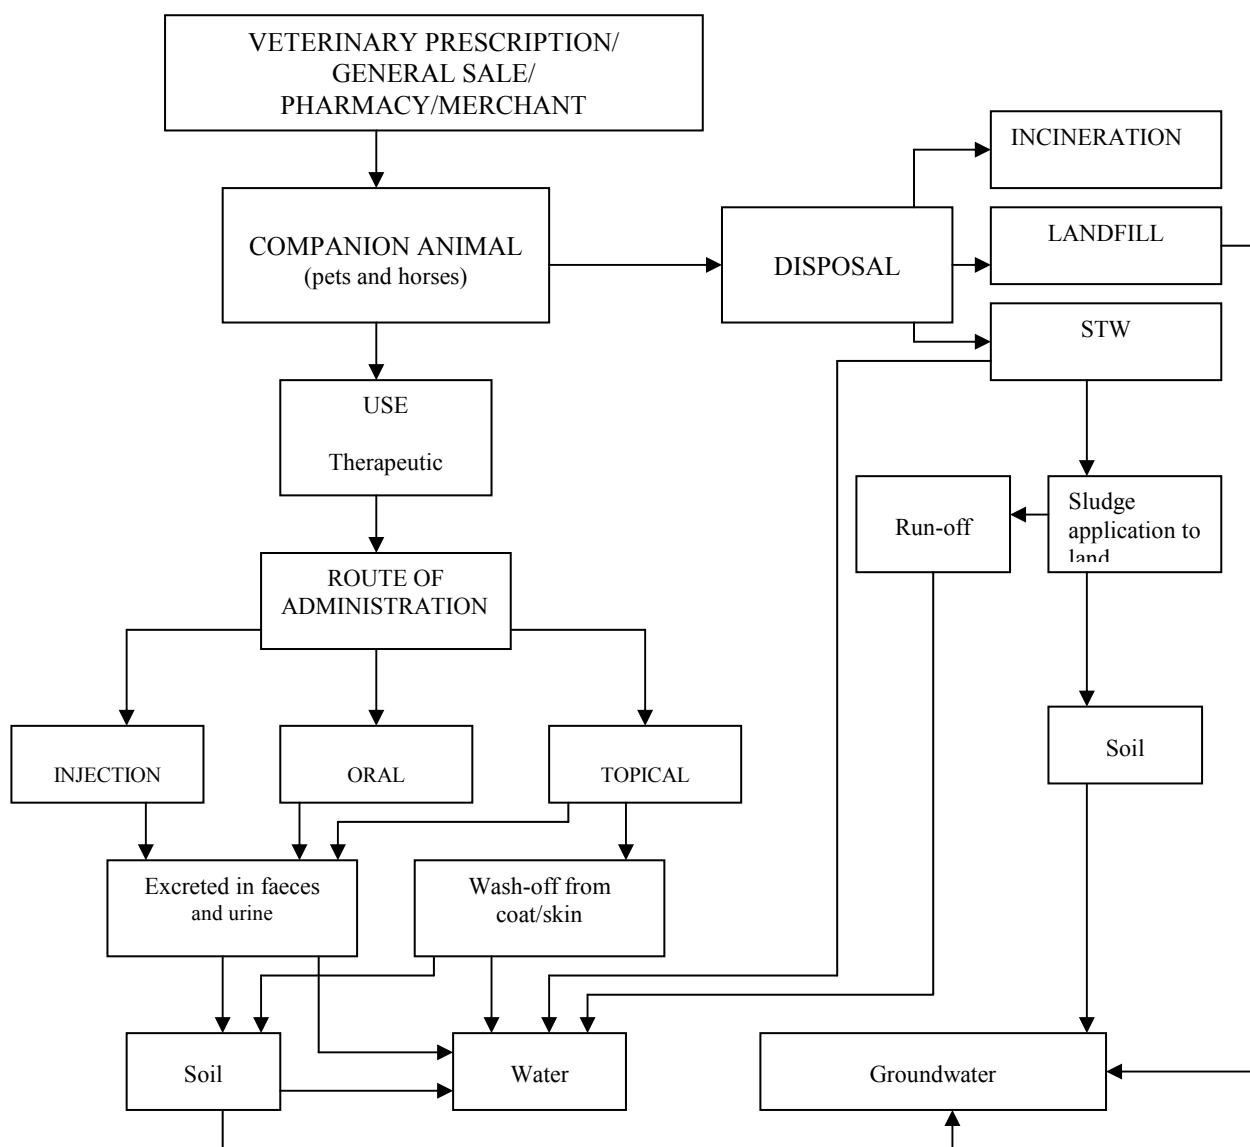 VETERINARY PRESCRIPTION/
GENERAL SALE/
PHARMACY/MERCHANT
INCINERATION
COMPANION ANIMAL
(pets and horses)
DISPOSAL
LANDFILL
STW
USE
Therapeutic
Run-off
Sludge
application to
land
ROUTE OF
ADMINISTRATION
Soil
INJECTION
ORAL
TOPICAL
Excreted in faeces
and urine
Wash-off from
coat/skin
Soil
Water
Groundwater